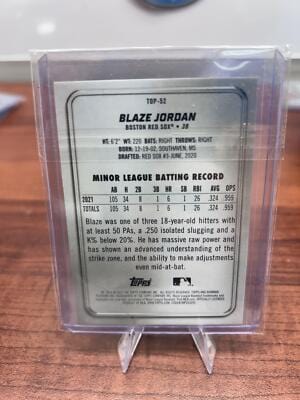 TOP-52
BLAZE JORDAN
BOSTON RED SOX • 3B
HT: 6'2" WT: 220 BATS: RIGHT THROWS: RIGHT
BORN: 12-19-02, SOUTHAVEN, MS
DRAFTED: RED SOX #3-JUNE, 2020
MINOR LEAGUE BATTING RECORD
AB H 2B 3B HR SB RBI AVG OPS
2021 105 34 8 1 6 1 26 .324 .959
TOTALS 105 34 8 1 6 1 26 .324 .959
Blaze was one of three 18-year-old hitters with
at least 50 PAs, a .250 isolated slugging and a
K% below 20%. He has massive raw power and
has shown an advanced understanding of the
strike zone, and the ability to make adjustments
even mid-at-bat.
Topps